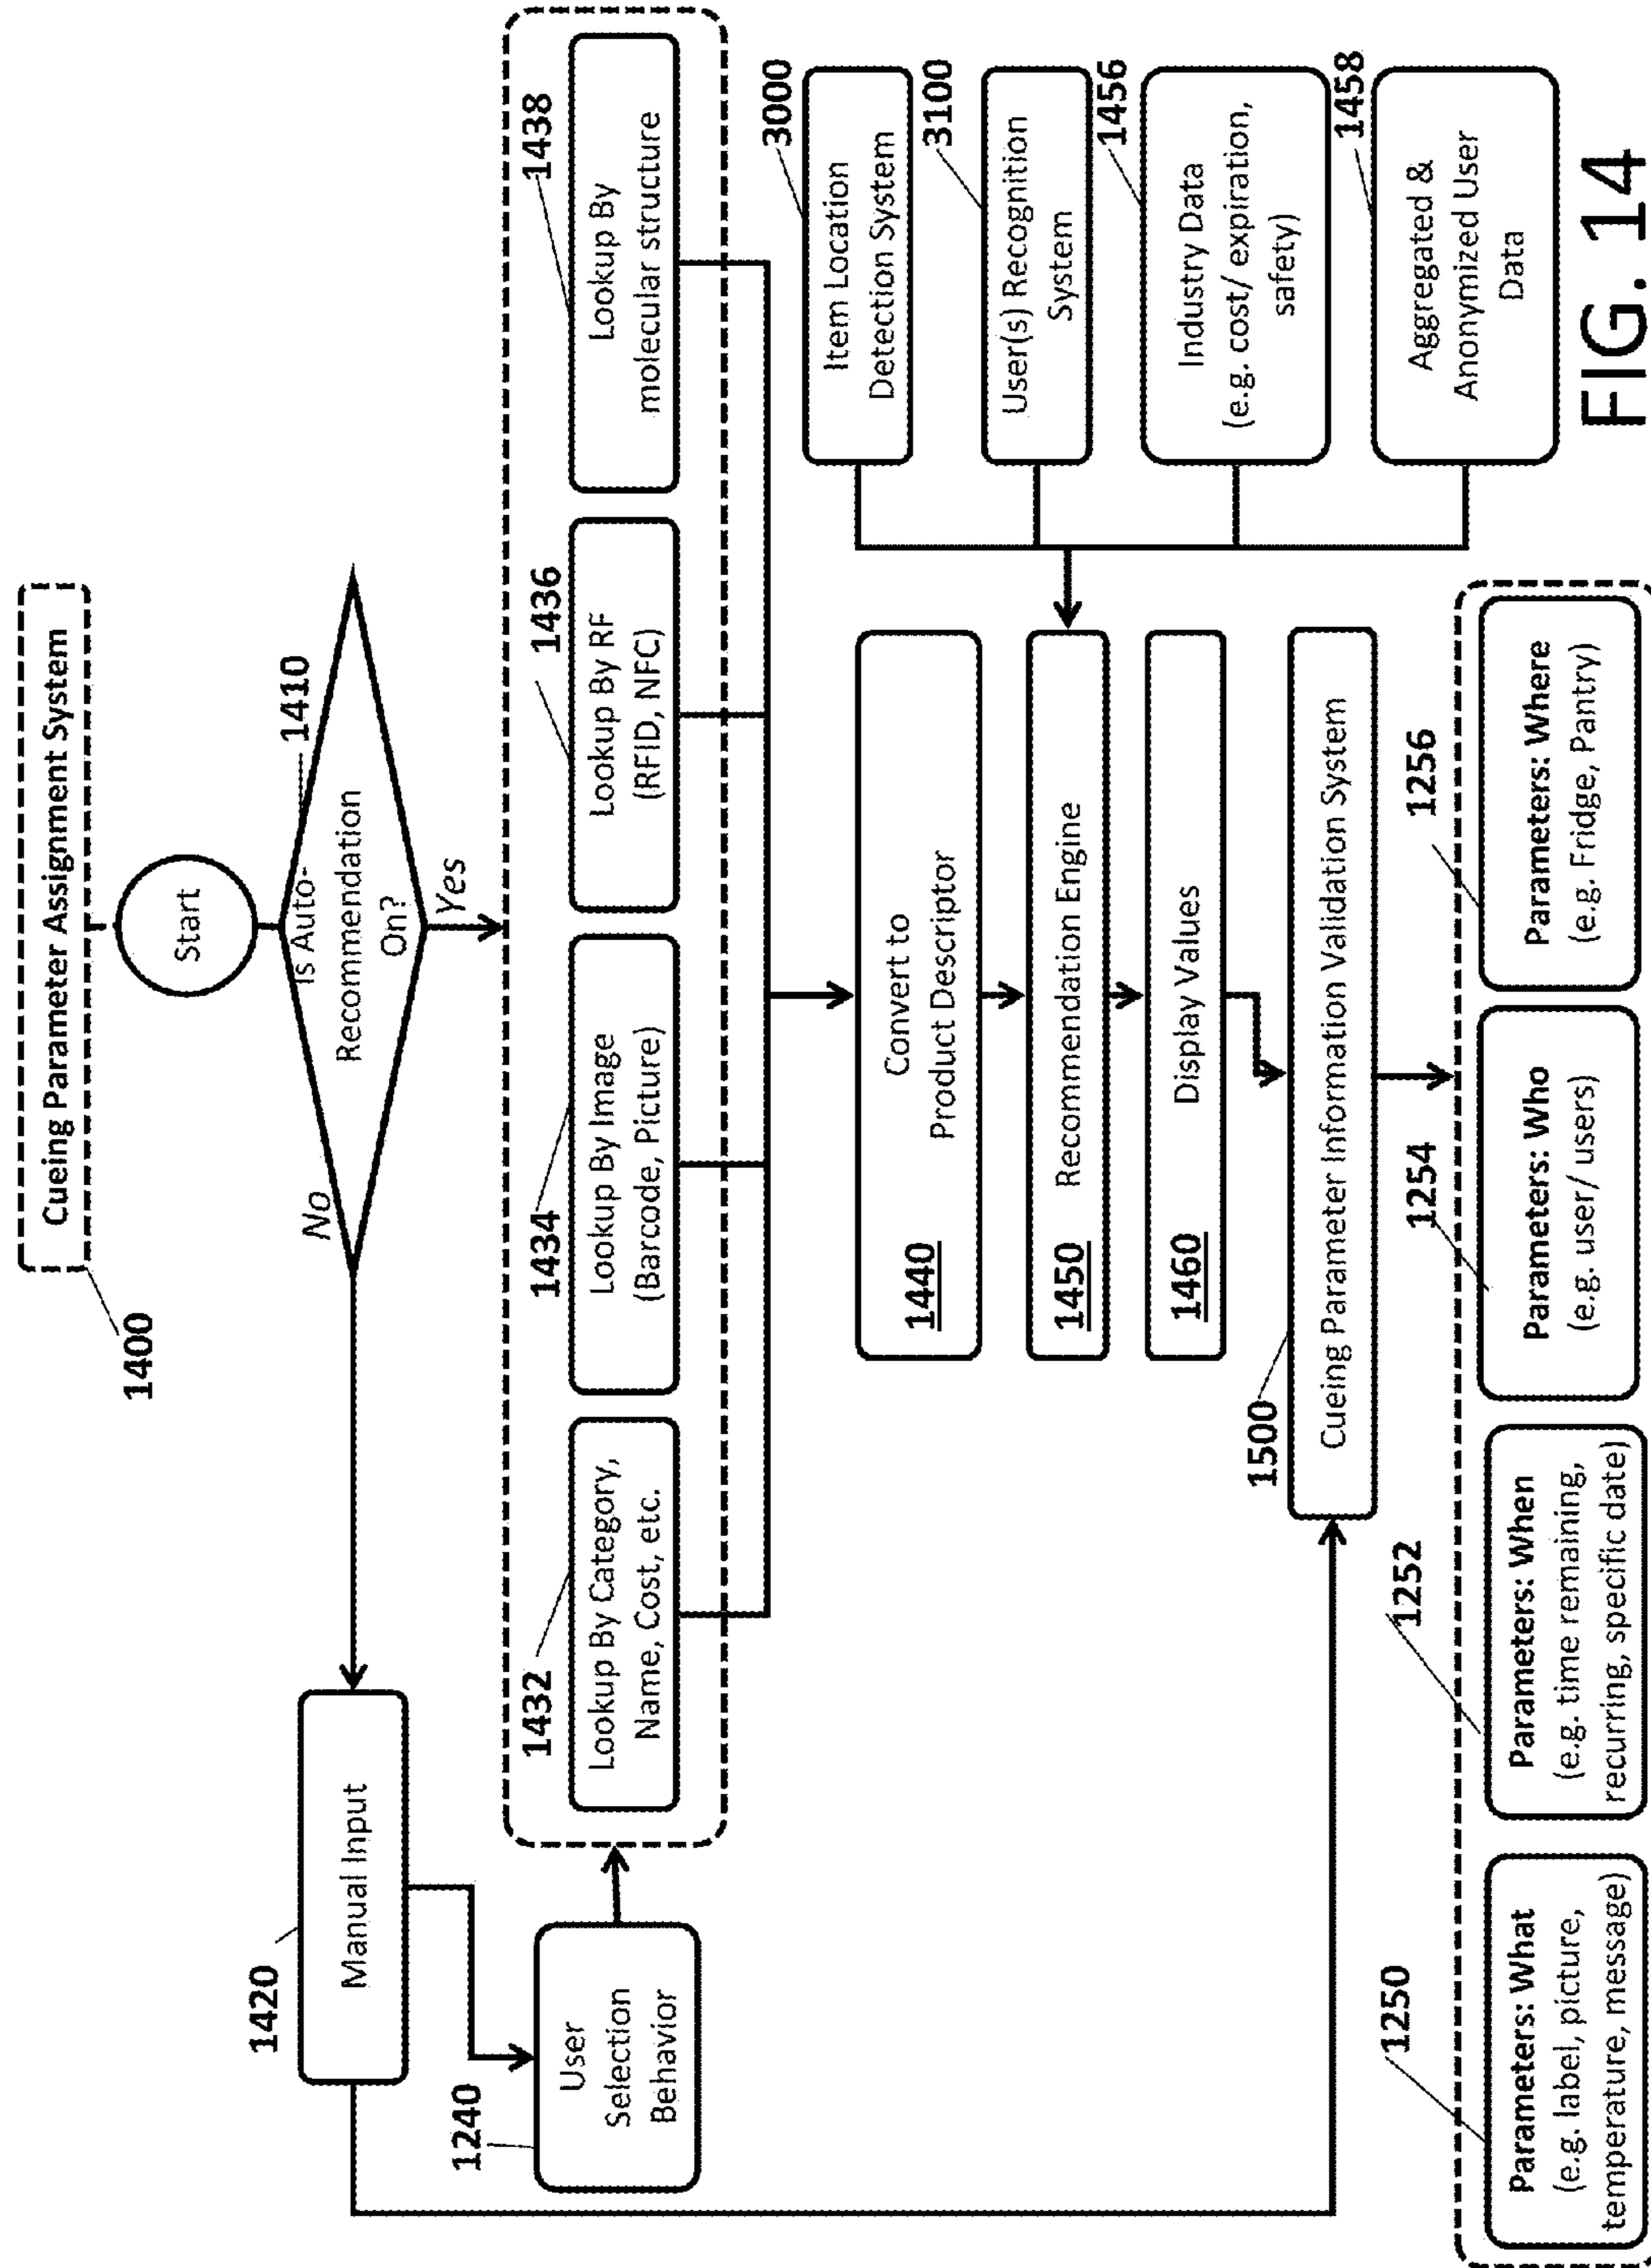 Cueing Parameter Assignment System
1400
Start
Is Auto-
Recommendation
On?
1410
No
Yes
1420
Manual Input
1240
User
Selection
Behavior
1432
Lookup By Category,
Name, Cost, etc.
1434
Lookup By Image
(Barcode, Picture)
1436
Lookup By RF
(RFID, NFC)
1438
Lookup By
molecular structure
1440
Convert to
Product Descriptor
1450
Recommendation Engine
1460
Display Values
3000
Item Location
Detection System
3100
User(s) Recognition
System
1456
Industry Data
(e.g. cost/ expiration,
safety)
1458
Aggregated &
Anonymized User
Data
1500
Cueing Parameter Information Validation System
1250
Parameters: What
(e.g. label, picture,
temperature, message)
1252
Parameters: When
(e.g. time remaining,
recurring, specific date)
1254
Parameters: Who
(e.g. user/ users)
1256
Parameters: Where
(e.g. Fridge, Pantry)
FIG. 14